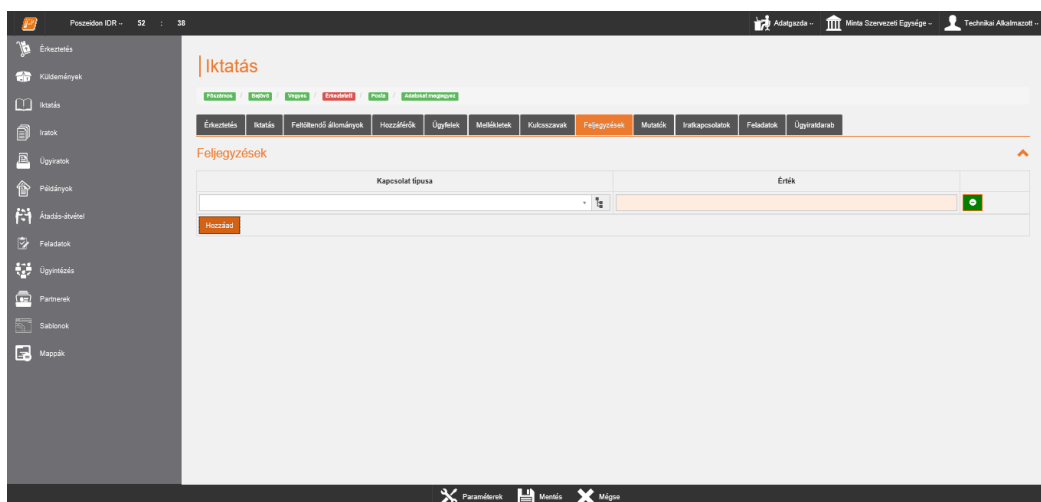 Poszeidon IDR -- 52 : 38 Adatgazda -- Minta Szervezeti Egysége -- Technikai Alkalmazott --
Érkeztetés
Küldemények
Iktatás
Iratok
Ügyiratok
Példányok
Átadás-átvétel
Feladatok
Ügyintézés
Partnerek
Sablonok
Mappák
Iktatás
Főszámos / Bejövő / Vegyes / Érkeztetett / Posta / Adatokat megjegyez
Érkeztetés Iktatás Feltöltendő állományok Hozzáférők Ügyfelek Mellékletek Kulcsszavak Feljegyzések Mutatók Iratkapcsolatok Feladatok Ügyiratdarab
Feljegyzések
Kapcsolat típusa Érték
Hozzáad
Paraméterek Mentés Mégse